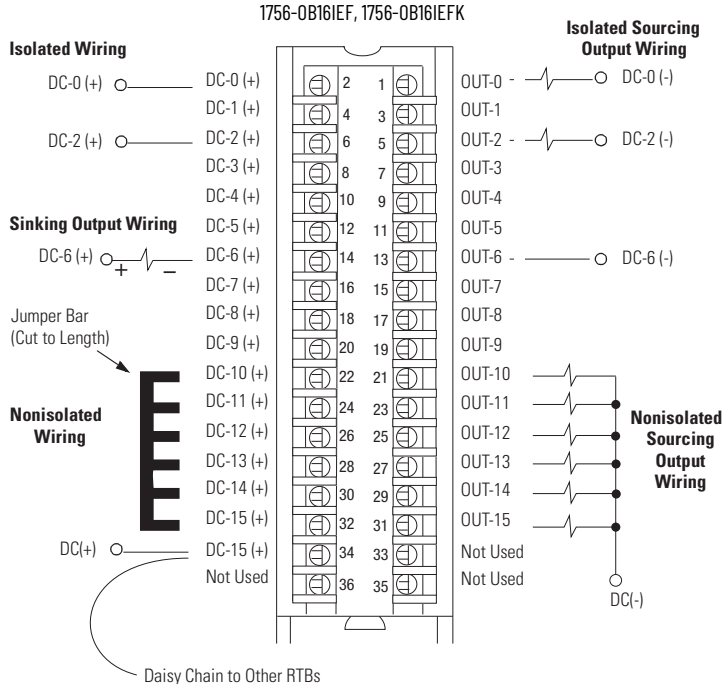 1756-OB16IEF, 1756-OB16IEFK
Isolated Wiring
Isolated Sourcing
Output Wiring
DC-0 (+) DC-0 (+) 2 1 OUT-0 DC-0 (-)
DC-1 (+) 4 3 OUT-1
DC-2 (+) DC-2 (+) 6 5 OUT-2 DC-2 (-)
DC-3 (+) 8 7 OUT-3
DC-4 (+) 10 9 OUT-4
Sinking Output Wiring
DC-5 (+) 12 11 OUT-5
DC-6 (+) + – DC-6 (+) 14 13 OUT-6 DC-6 (-)
DC-7 (+) 16 15 OUT-7
Jumper Bar
(Cut to Length)
DC-8 (+) 18 17 OUT-8
DC-9 (+) 20 19 OUT-9
DC-10 (+) 22 21 OUT-10
DC-11 (+) 24 23 OUT-11
Nonisolated
Wiring
DC-12 (+) 26 25 OUT-12
Nonisolated
Sourcing
Output
Wiring
DC-13 (+) 28 27 OUT-13
DC-14 (+) 30 29 OUT-14
DC-15 (+) 32 31 OUT-15
DC(+) DC-15 (+) 34 33 Not Used
Not Used 36 35 Not Used
DC(-)
Daisy Chain to Other RTBs